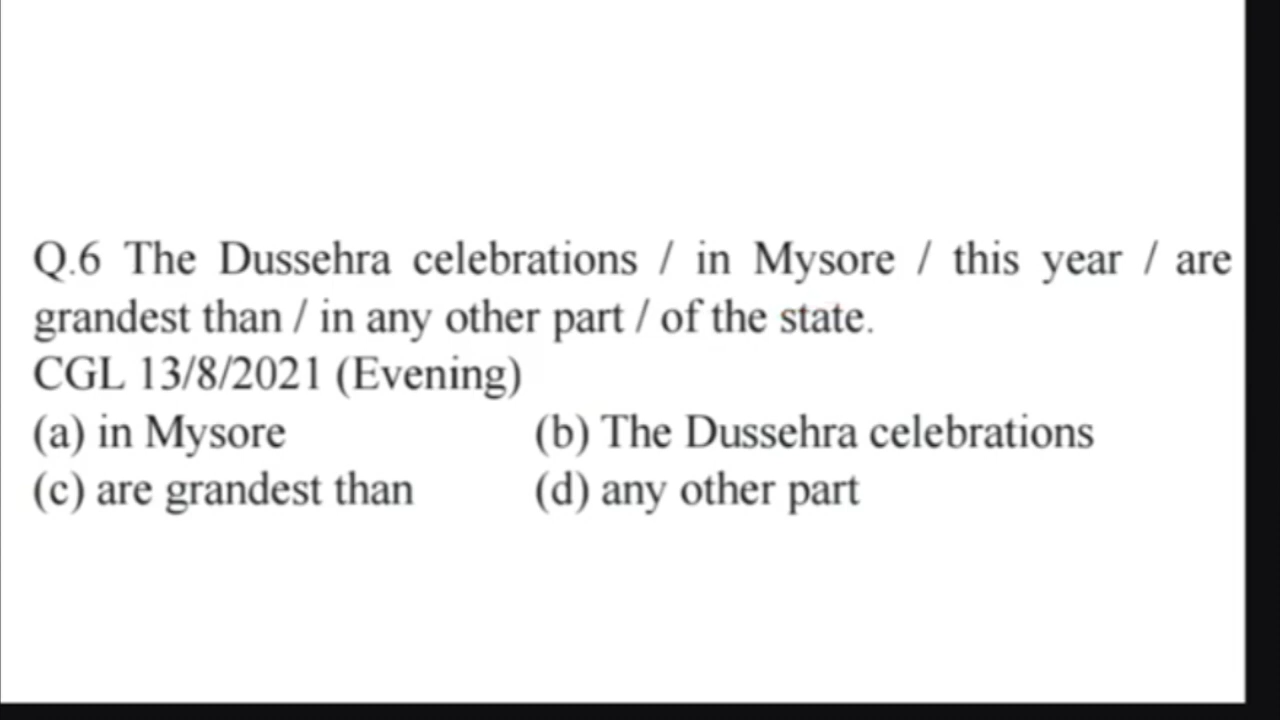 Q.6 The Dussehra celebrations / in Mysore / this year / are
grandest than / in any other part / of the state.
CGL 13/8/2021 (Evening)
(a) in Mysore (b) The Dussehra celebrations
(c) are grandest than (d) any other part